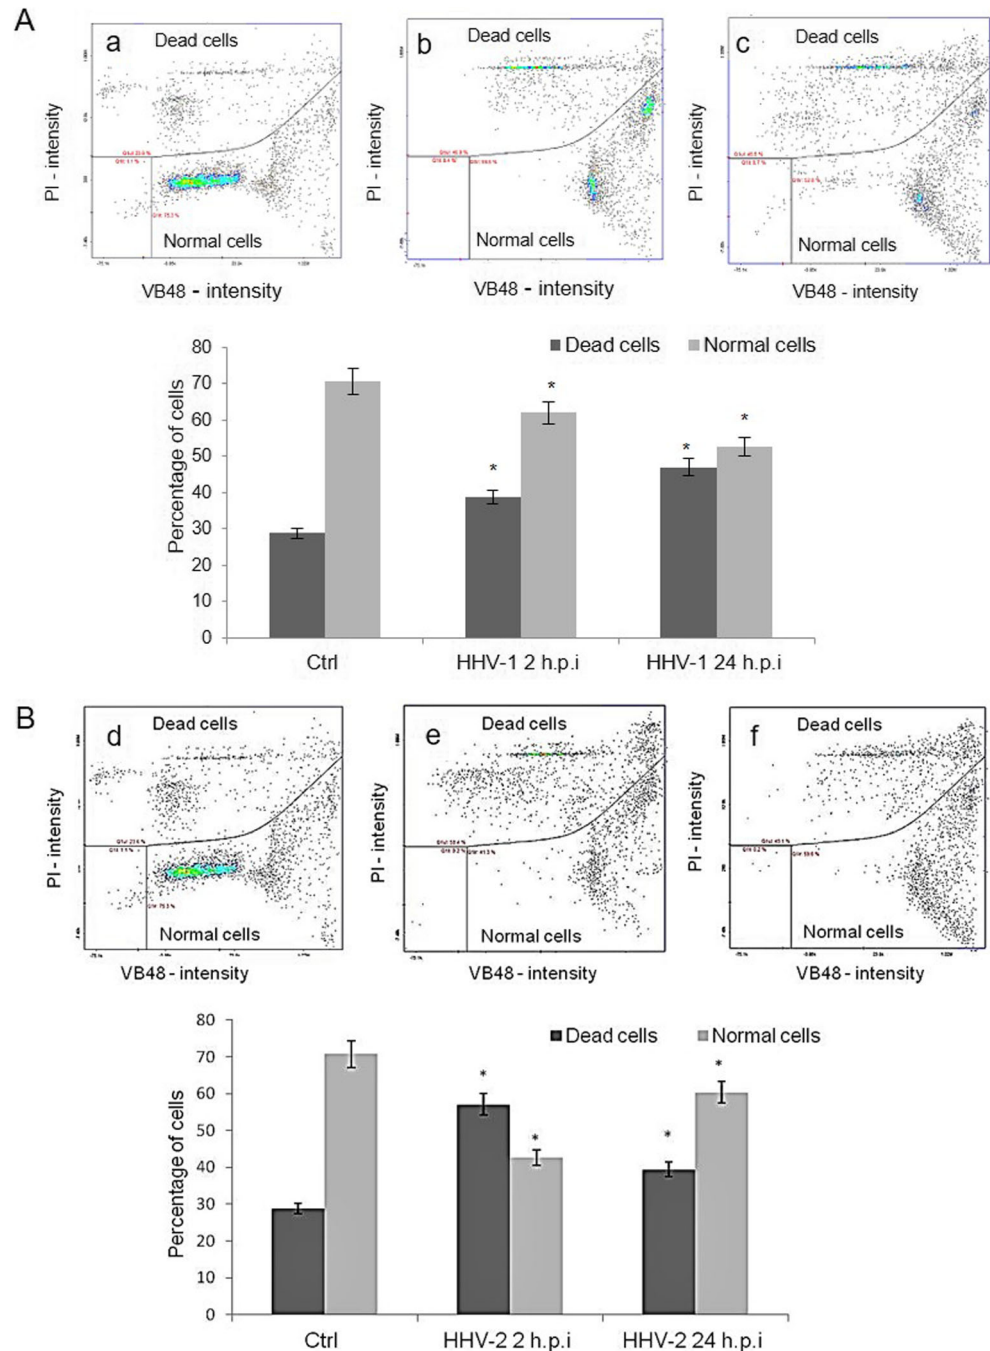 A
a
Dead cells
PI - intensity
Normal cells
VB48 - intensity
b
Dead cells
PI - intensity
Normal cells
VB48 - intensity
c
Dead cells
PI - intensity
Normal cells
VB48 - intensity
Dead cells
Normal cells
Percentage of cells
80
70
60
50
40
30
20
10
0
*
*
*
*
Ctrl
HHV-1 2 h.p.i
HHV-1 24 h.p.i
B
d
Dead cells
PI - intensity
Normal cells
VB48 - intensity
e
Dead cells
PI - intensity
Normal cells
VB48 - intensity
f
Dead cells
PI - intensity
Normal cells
VB48 - intensity
Dead cells
Normal cells
Percentage of cells
80
70
60
50
40
30
20
10
0
*
*
*
*
Ctrl
HHV-2 2 h.p.i
HHV-2 24 h.p.i